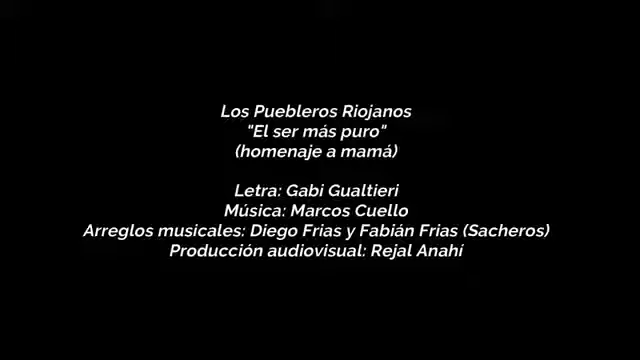 Los Puebleros Riojanos
"El ser más puro"
(homenaje a mamá)
Letra: Gabi Gualtieri
Música: Marcos Cuello
Arreglos musicales: Diego Frias y Fabián Frias (Sacheros)
Producción audiovisual: Rejal Anahí